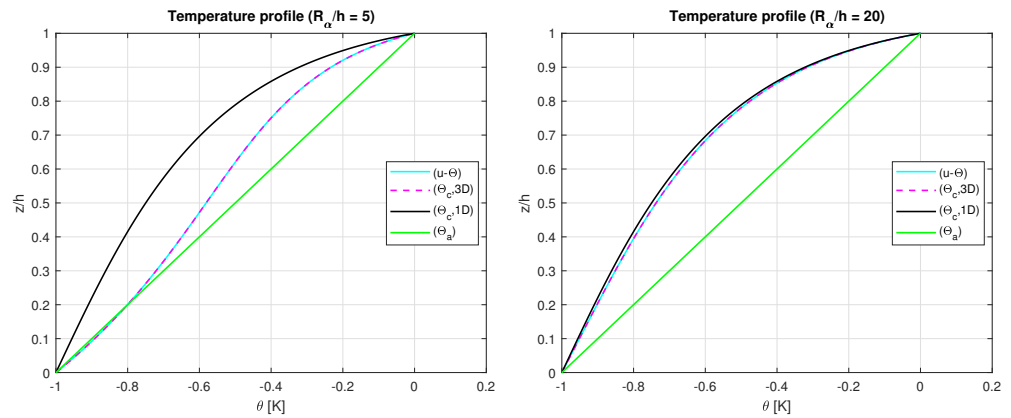 Temperature profile (R_α/h = 5)
z/h
1
0.9
0.8
0.7
0.6
0.5
0.4
0.3
0.2
0.1
0
-1
-0.8
-0.6
-0.4
-0.2
0
0.2
θ [K]
(u-Θ)
(Θ_c,3D)
(Θ_c,1D)
(Θ_a)
Temperature profile (R_α/h = 20)
z/h
1
0.9
0.8
0.7
0.6
0.5
0.4
0.3
0.2
0.1
0
-1
-0.8
-0.6
-0.4
-0.2
0
0.2
θ [K]
(u-Θ)
(Θ_c,3D)
(Θ_c,1D)
(Θ_a)